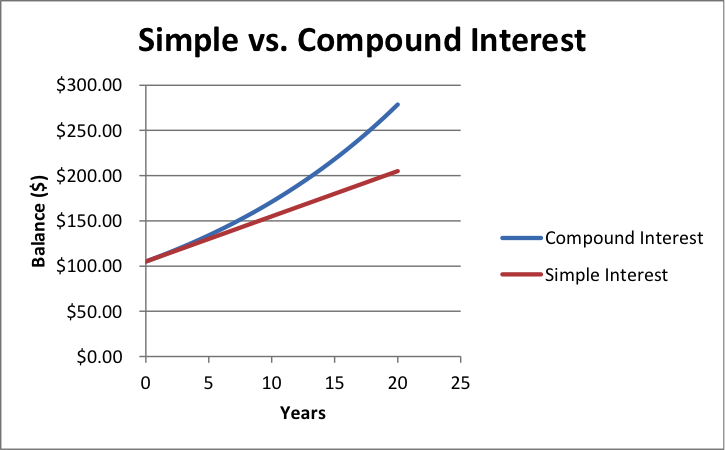 Simple vs. Compound Interest
$300.00
$250.00
$200.00
$150.00
$100.00
$50.00
$0.00
Balance ($)
0 5 10 15 20 25
Years
Compound Interest
Simple Interest